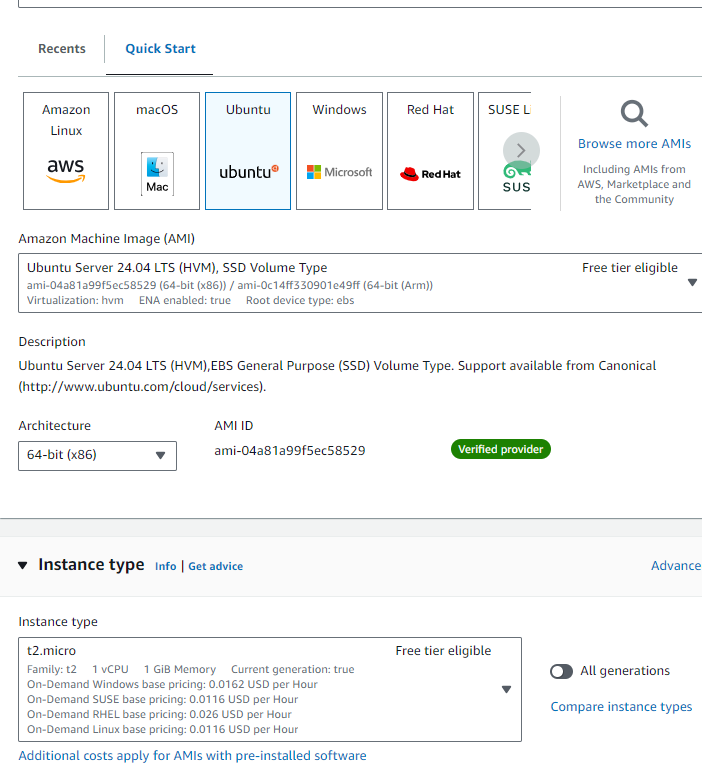 Recents
Quick Start
Amazon
Linux
aws
macOS
Mac
Ubuntu
ubuntu
Windows
Microsoft
Red Hat
Red Hat
SUSE L
SUS
Browse more AMIs
Including AMIs from
AWS, Marketplace and
the Community
Amazon Machine Image (AMI)
Ubuntu Server 24.04 LTS (HVM), SSD Volume Type
Free tier eligible
ami-04a81a99f5ec58529 (64-bit (x86)) / ami-0c14ff330901e49ff (64-bit (Arm))
Virtualization: hvm ENA enabled: true Root device type: ebs
Description
Ubuntu Server 24.04 LTS (HVM),EBS General Purpose (SSD) Volume Type. Support available from Canonical
(http://www.ubuntu.com/cloud/services).
Architecture
AMI ID
64-bit (x86)
ami-04a81a99f5ec58529
Verified provider
Instance type Info | Get advice
Advance
Instance type
t2.micro
Free tier eligible
Family: t2 1 vCPU 1 GiB Memory Current generation: true
On-Demand Windows base pricing: 0.0162 USD per Hour
On-Demand SUSE base pricing: 0.0116 USD per Hour
On-Demand RHEL base pricing: 0.026 USD per Hour
On-Demand Linux base pricing: 0.0116 USD per Hour
All generations
Compare instance types
Additional costs apply for AMIs with pre-installed software